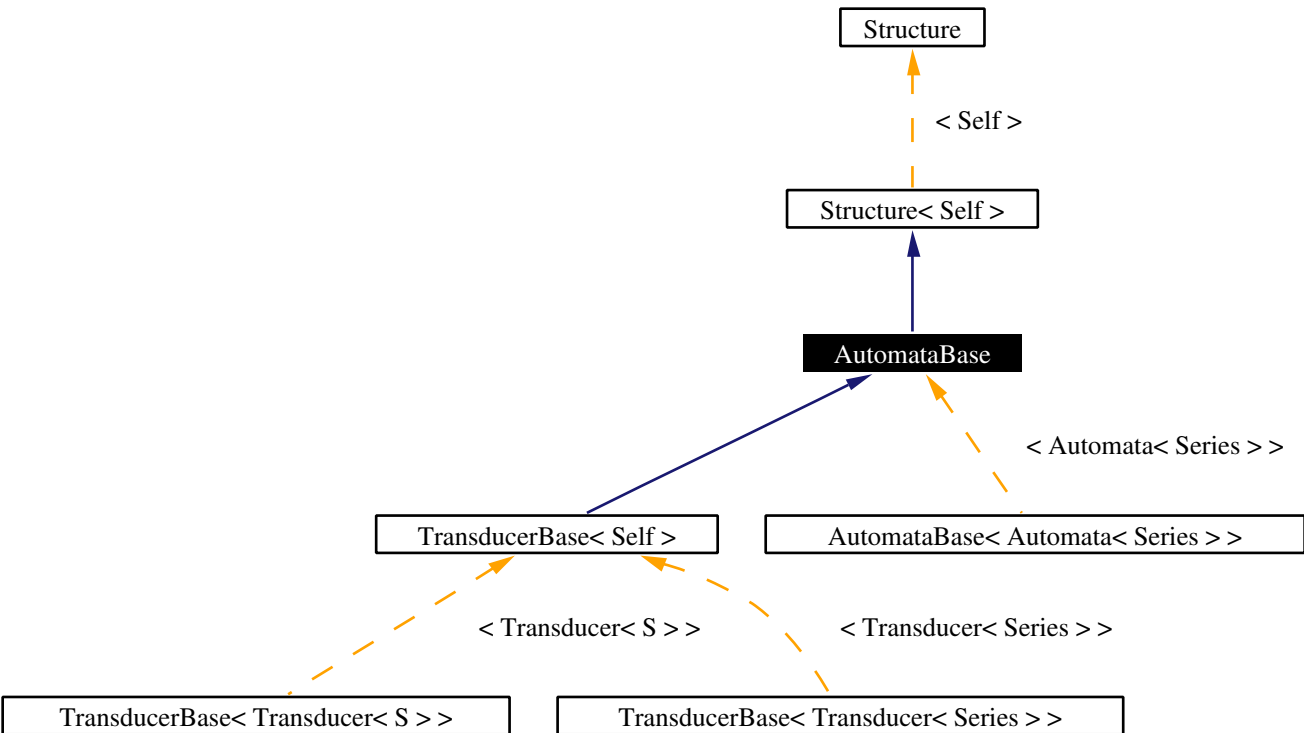 Structure
< Self >
Structure< Self >
AutomataBase
< Automata< Series > >
TransducerBase< Self >
AutomataBase< Automata< Series > >
< Transducer< S > >
< Transducer< Series > >
TransducerBase< Transducer< S > >
TransducerBase< Transducer< Series > >